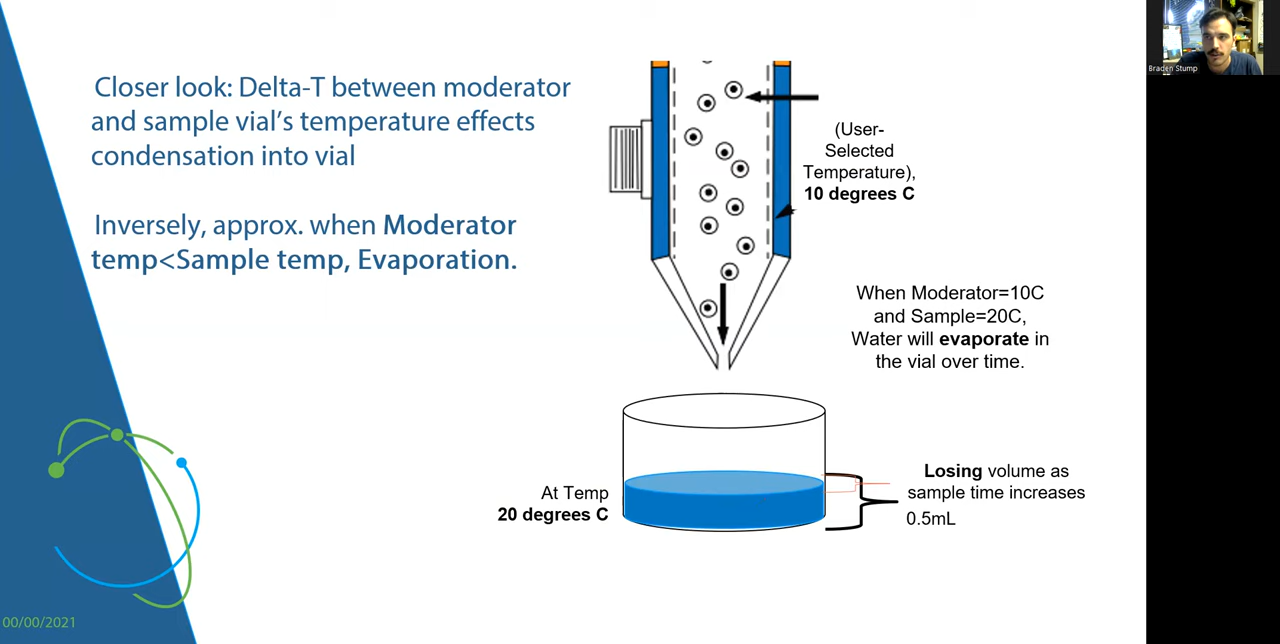 Closer look: Delta-T between moderator
and sample vial's temperature effects
condensation into vial
Inversely, approx. when Moderator
temp<Sample temp, Evaporation.
(User-
Selected
Temperature),
10 degrees C
When Moderator=10C
and Sample=20C,
Water will evaporate in
the vial over time.
At Temp
20 degrees C
Losing volume as
sample time increases
0.5mL
00/00/2021
Braden Stump